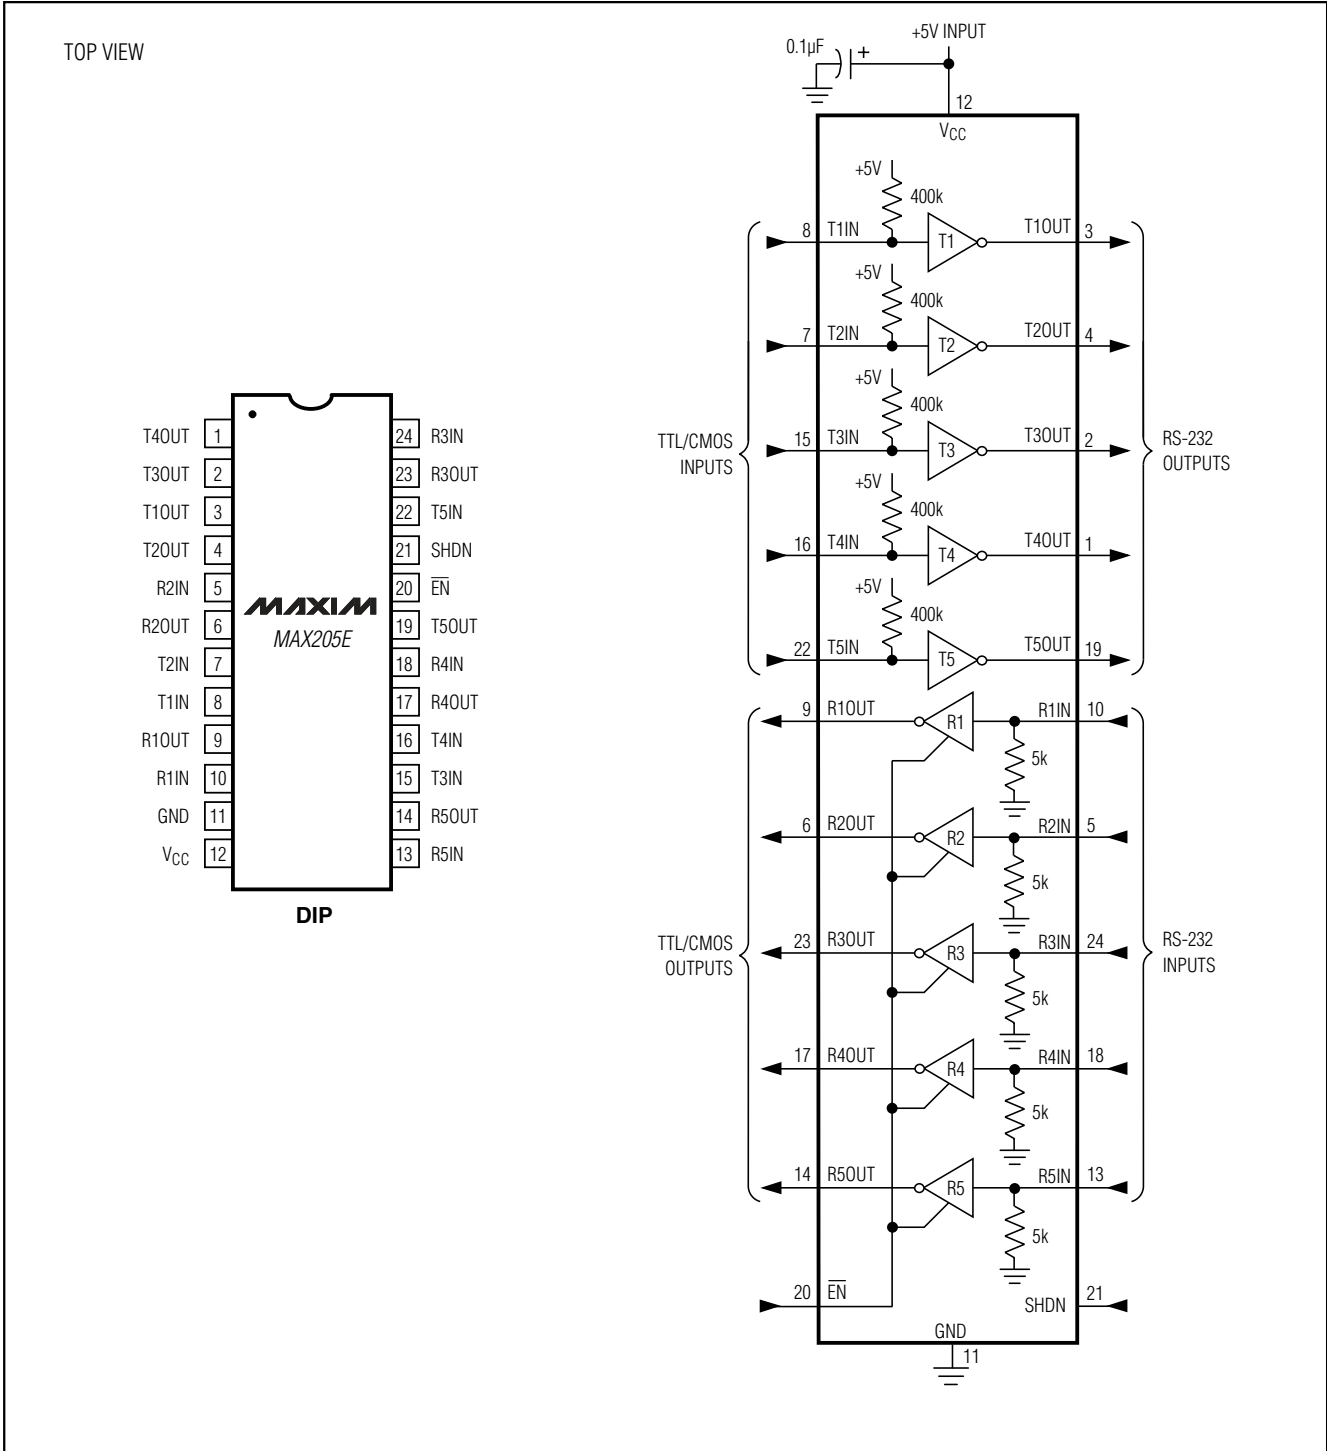 TOP VIEW
T4OUT 1
T3OUT 2
T1OUT 3
T2OUT 4
R2IN 5
R2OUT 6
T2IN 7
T1IN 8
R1OUT 9
R1IN 10
GND 11
VCC 12
24 R3IN
23 R3OUT
22 T5IN
21 SHDN
20 EN
19 T5OUT
18 R4IN
17 R4OUT
16 T4IN
15 T3IN
14 R5OUT
13 R5IN
MAXIM
MAX205E
DIP
+5V INPUT
0.1µF
+
12
VCC
+5V
400k
8 T1IN T1 T1OUT 3
+5V
400k
7 T2IN T2 T2OUT 4
+5V
400k
TTL/CMOS
INPUTS
15 T3IN T3 T3OUT 2
RS-232
OUTPUTS
+5V
400k
16 T4IN T4 T4OUT 1
+5V
400k
22 T5IN T5 T5OUT 19
9 R1OUT R1 R1IN 10
5k
6 R2OUT R2 R2IN 5
5k
TTL/CMOS
OUTPUTS
23 R3OUT R3 R3IN 24
RS-232
INPUTS
5k
17 R4OUT R4 R4IN 18
5k
14 R5OUT R5 R5IN 13
5k
20 EN
SHDN 21
GND
11